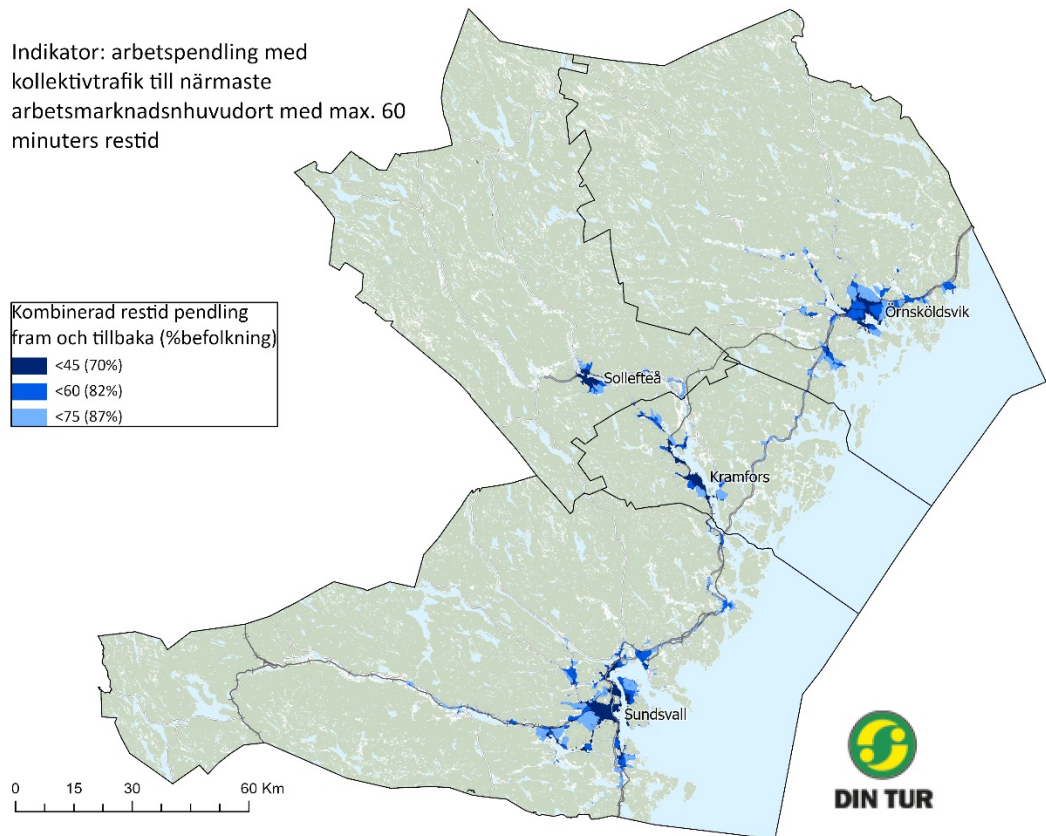 Indikator: arbetspendling med
kollektivtrafik till närmaste
arbetsmarknadsnhuvudort med max. 60
minuters restid
Kombinerad restid pendling
fram och tillbaka (%befolkning)
<45 (70%)
<60 (82%)
<75 (87%)
Örnsköldsvik
Sollefteå
Kramfors
Sundsvall
0 15 30 60 Km
DIN TUR